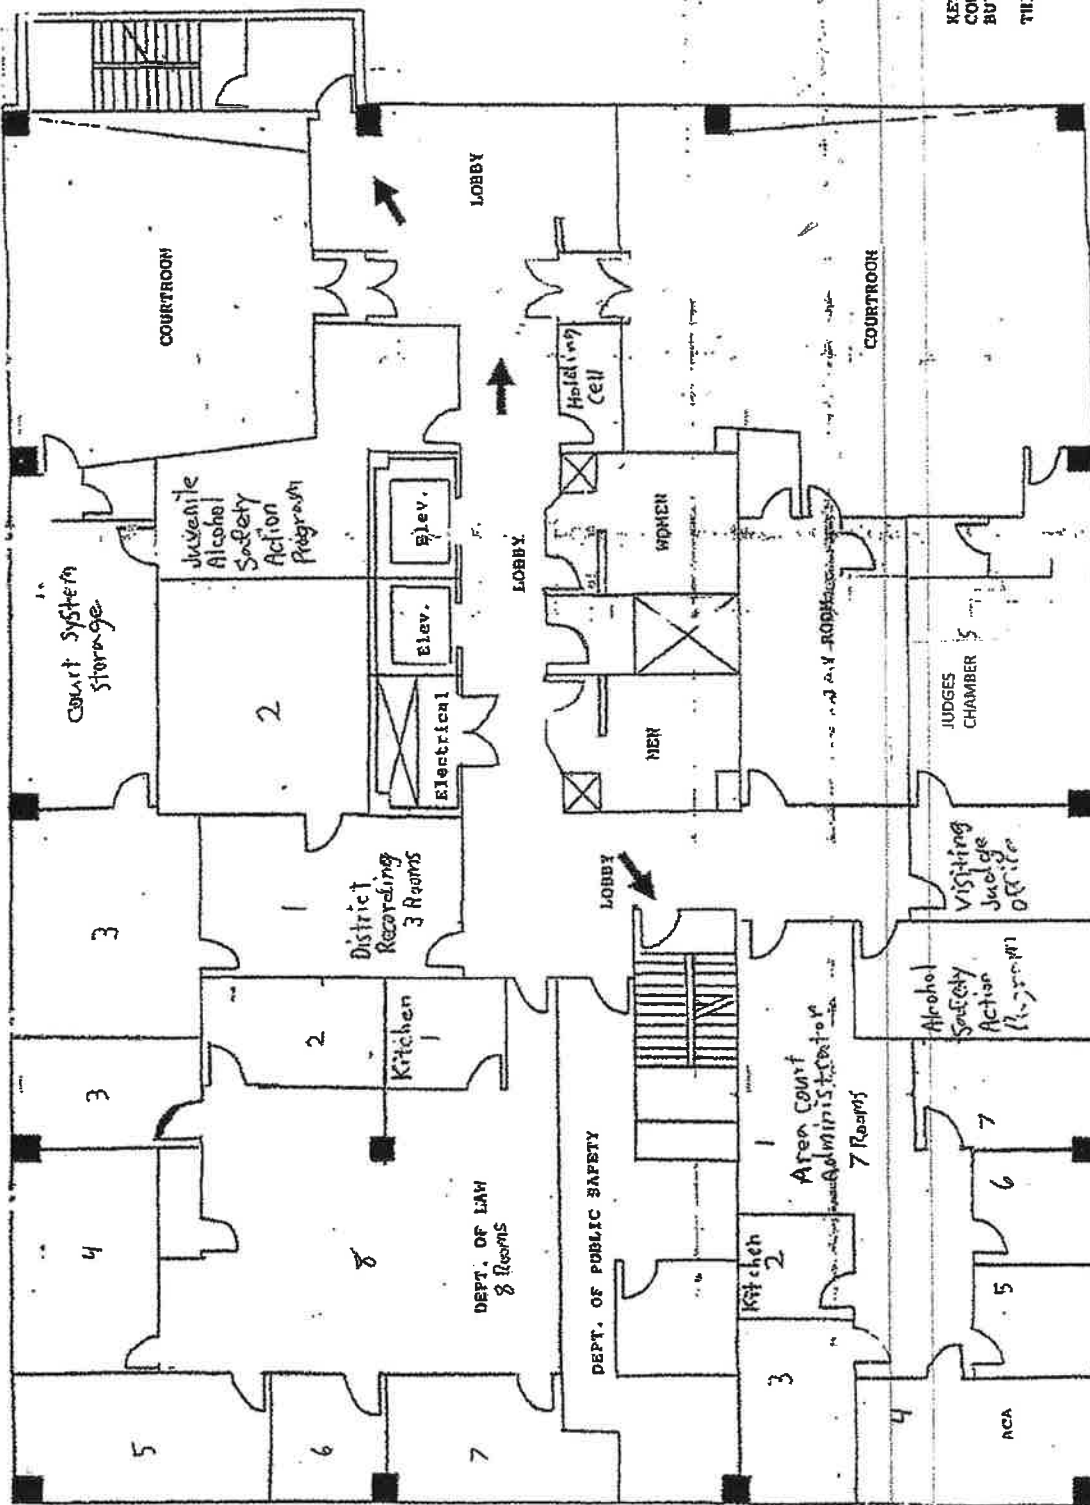 COURTROOM
LOBBY
COURTROOM
Court System
Storage
Juvenile
Alcohol
Safety
Action
Program
Elev.
Elev.
Electrical
2
LOBBY
Holding
Cell
WOMEN
MEN
ROOM
JUDGES
CHAMBER S
3
1
District
Recording
3 Rooms
LOBBY
Visiting
Judge
Office
Alcohol
Safety
Action
3
2
Kitchen
1
4
8
DEPT. OF LAW
8 Rooms
DEPT. OF PUBLIC SAFETY
1
Area Court
Administrator
7 Rooms
Kitchen
2
7
6
5
5
6
7
3
4
ACA